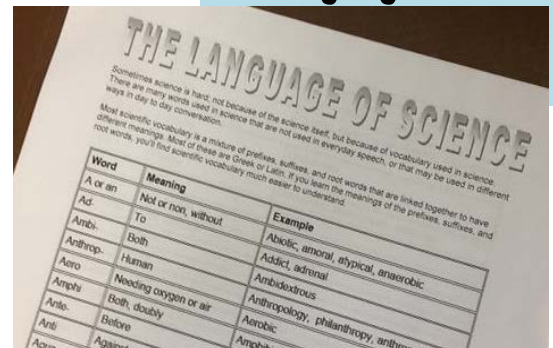 THE LANGUAGE OF SCIENCE
Sometimes science is hard, not because of the science itself, but because of vocabulary used in science.
There are many words used in science that are not used in everyday speech, or that may be used in different
ways in day to day conversation.
Most scientific vocabulary is a mixture of prefixes, suffixes, and root words that are linked together to have
different meanings. Most of these are Greek or Latin. If you learn the meanings of the prefixes, suffixes, and
root words, you'll find scientific vocabulary much easier to understand.
Word Meaning Example
A or an Not or non, without Abiotic, amoral, atypical, anaerobic
Ad- To Addict, adrenal
Ambi- Both Ambidextrous
Anthrop- Human Anthropology, philanthropy,
Aero Needing oxygen or air Aerobic
Amphi Both, doubly
Ante- Before
Anti